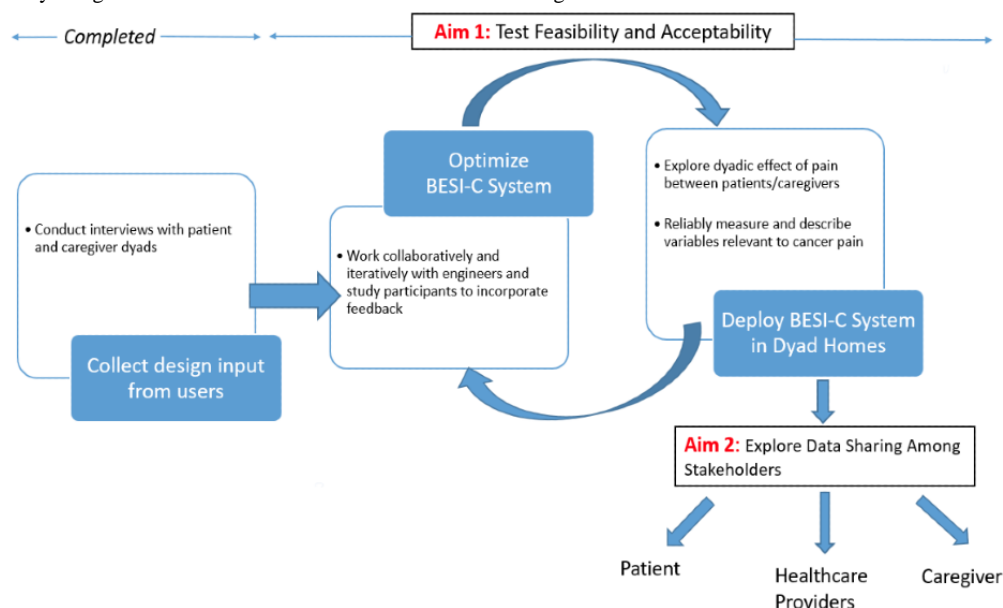 Completed
Aim 1: Test Feasibility and Acceptability
• Conduct interviews with patient
and caregiver dyads
Collect design input
from users
Optimize
BESI-C System
• Work collaboratively and
iteratively with engineers and
study participants to incorporate
feedback
• Explore dyadic effect of pain
between patients/caregivers
• Reliably measure and describe
variables relevant to cancer pain
Deploy BESI-C System
in Dyad Homes
Aim 2: Explore Data Sharing Among
Stakeholders
Patient
Healthcare
Providers
Caregiver